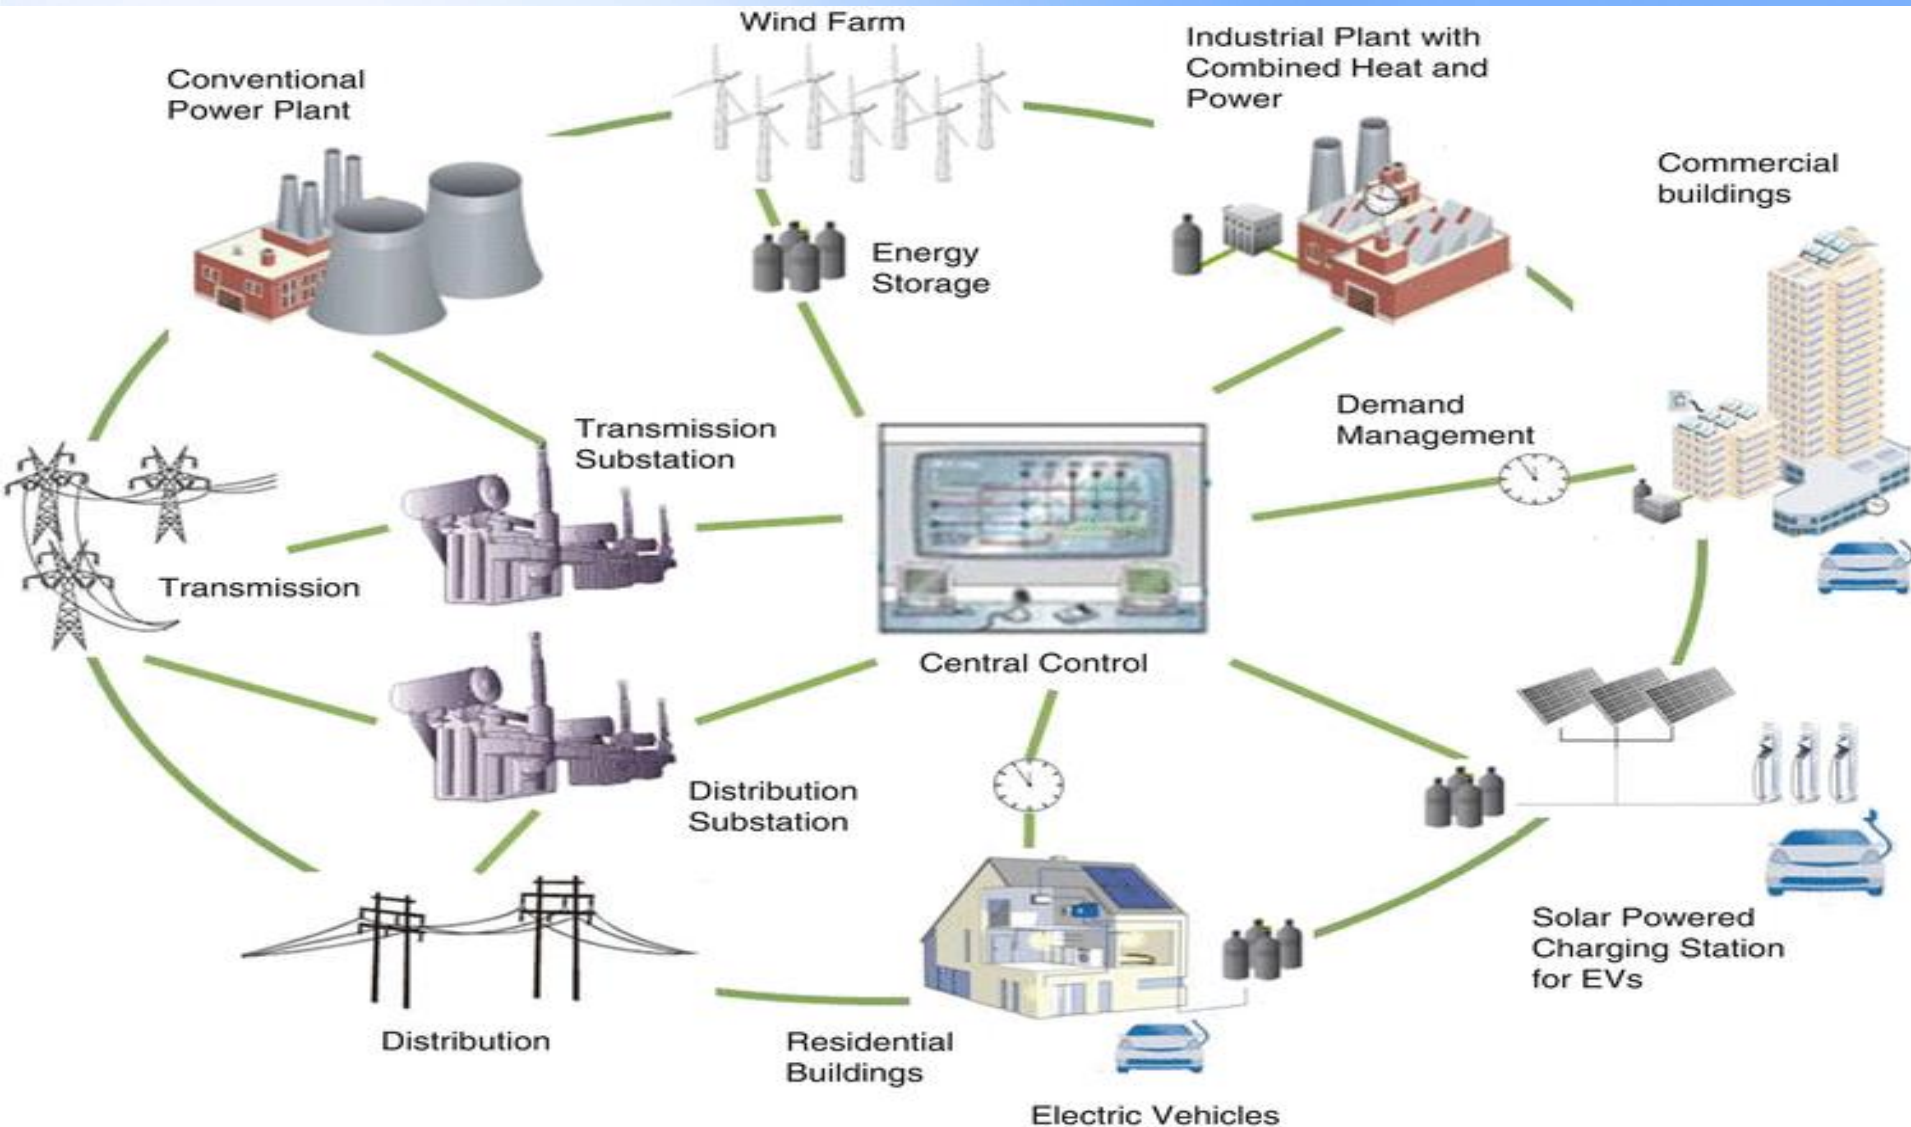 Wind Farm
Industrial Plant with
Combined Heat and
Power
Conventional
Power Plant
Commercial
buildings
Energy
Storage
Demand
Management
Transmission
Substation
Transmission
Central Control
Distribution
Substation
Solar Powered
Charging Station
for EVs
Distribution
Residential
Buildings
Electric Vehicles